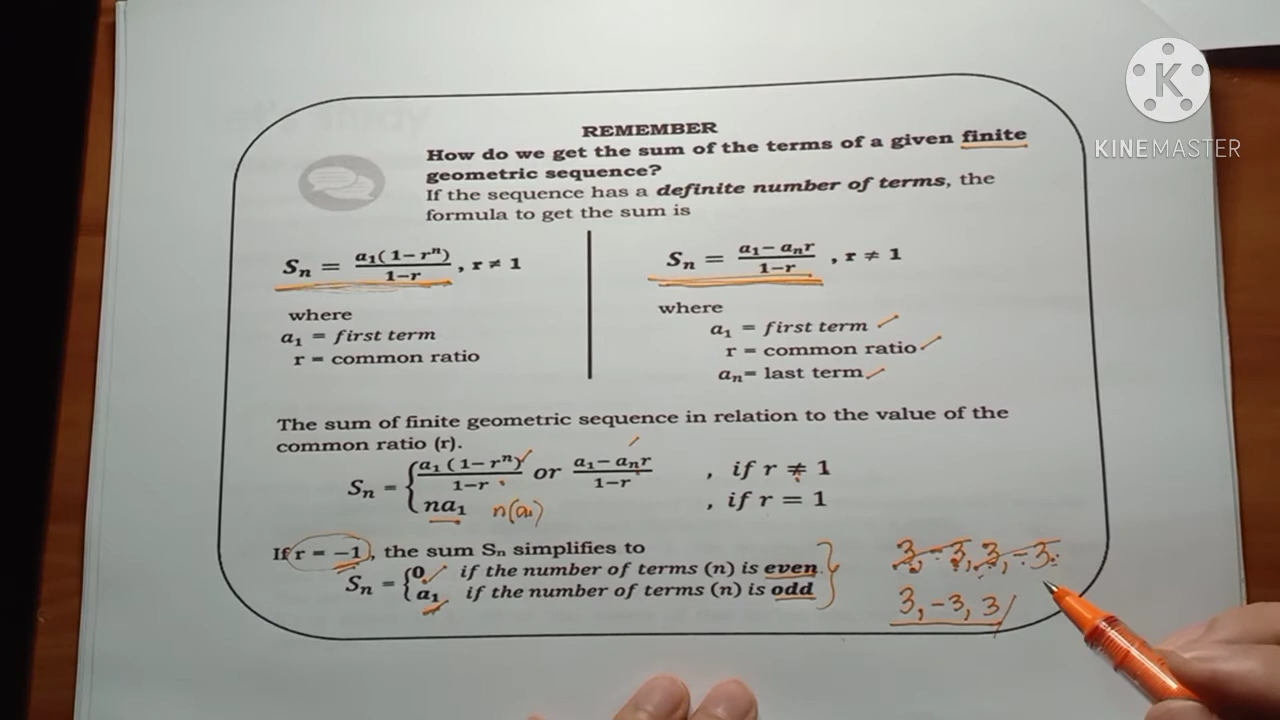 K
KINEMASTER
REMEMBER
How do we get the sum of the terms of a given finite
geometric sequence?
If the sequence has a definite number of terms, the
formula to get the sum is
Sₙ = a₁(1−rⁿ)/1−r , r ≠ 1
where
a₁ = first term
r = common ratio
Sₙ = a₁− aₙr/1−r , r ≠ 1
where
a₁ = first term
r = common ratio
aₙ= last term
The sum of finite geometric sequence in relation to the value of the
common ratio (r).
Sₙ = { a₁(1−rⁿ)/1−r or a₁− aₙr/1−r , if r ≠ 1
na₁ n(a₁) , if r = 1
If r = −1, the sum Sₙ simplifies to
Sₙ = { 0, if the number of terms (n) is even.
a₁, if the number of terms (n) is odd
3, −3, 3, −3
3, −3, 3